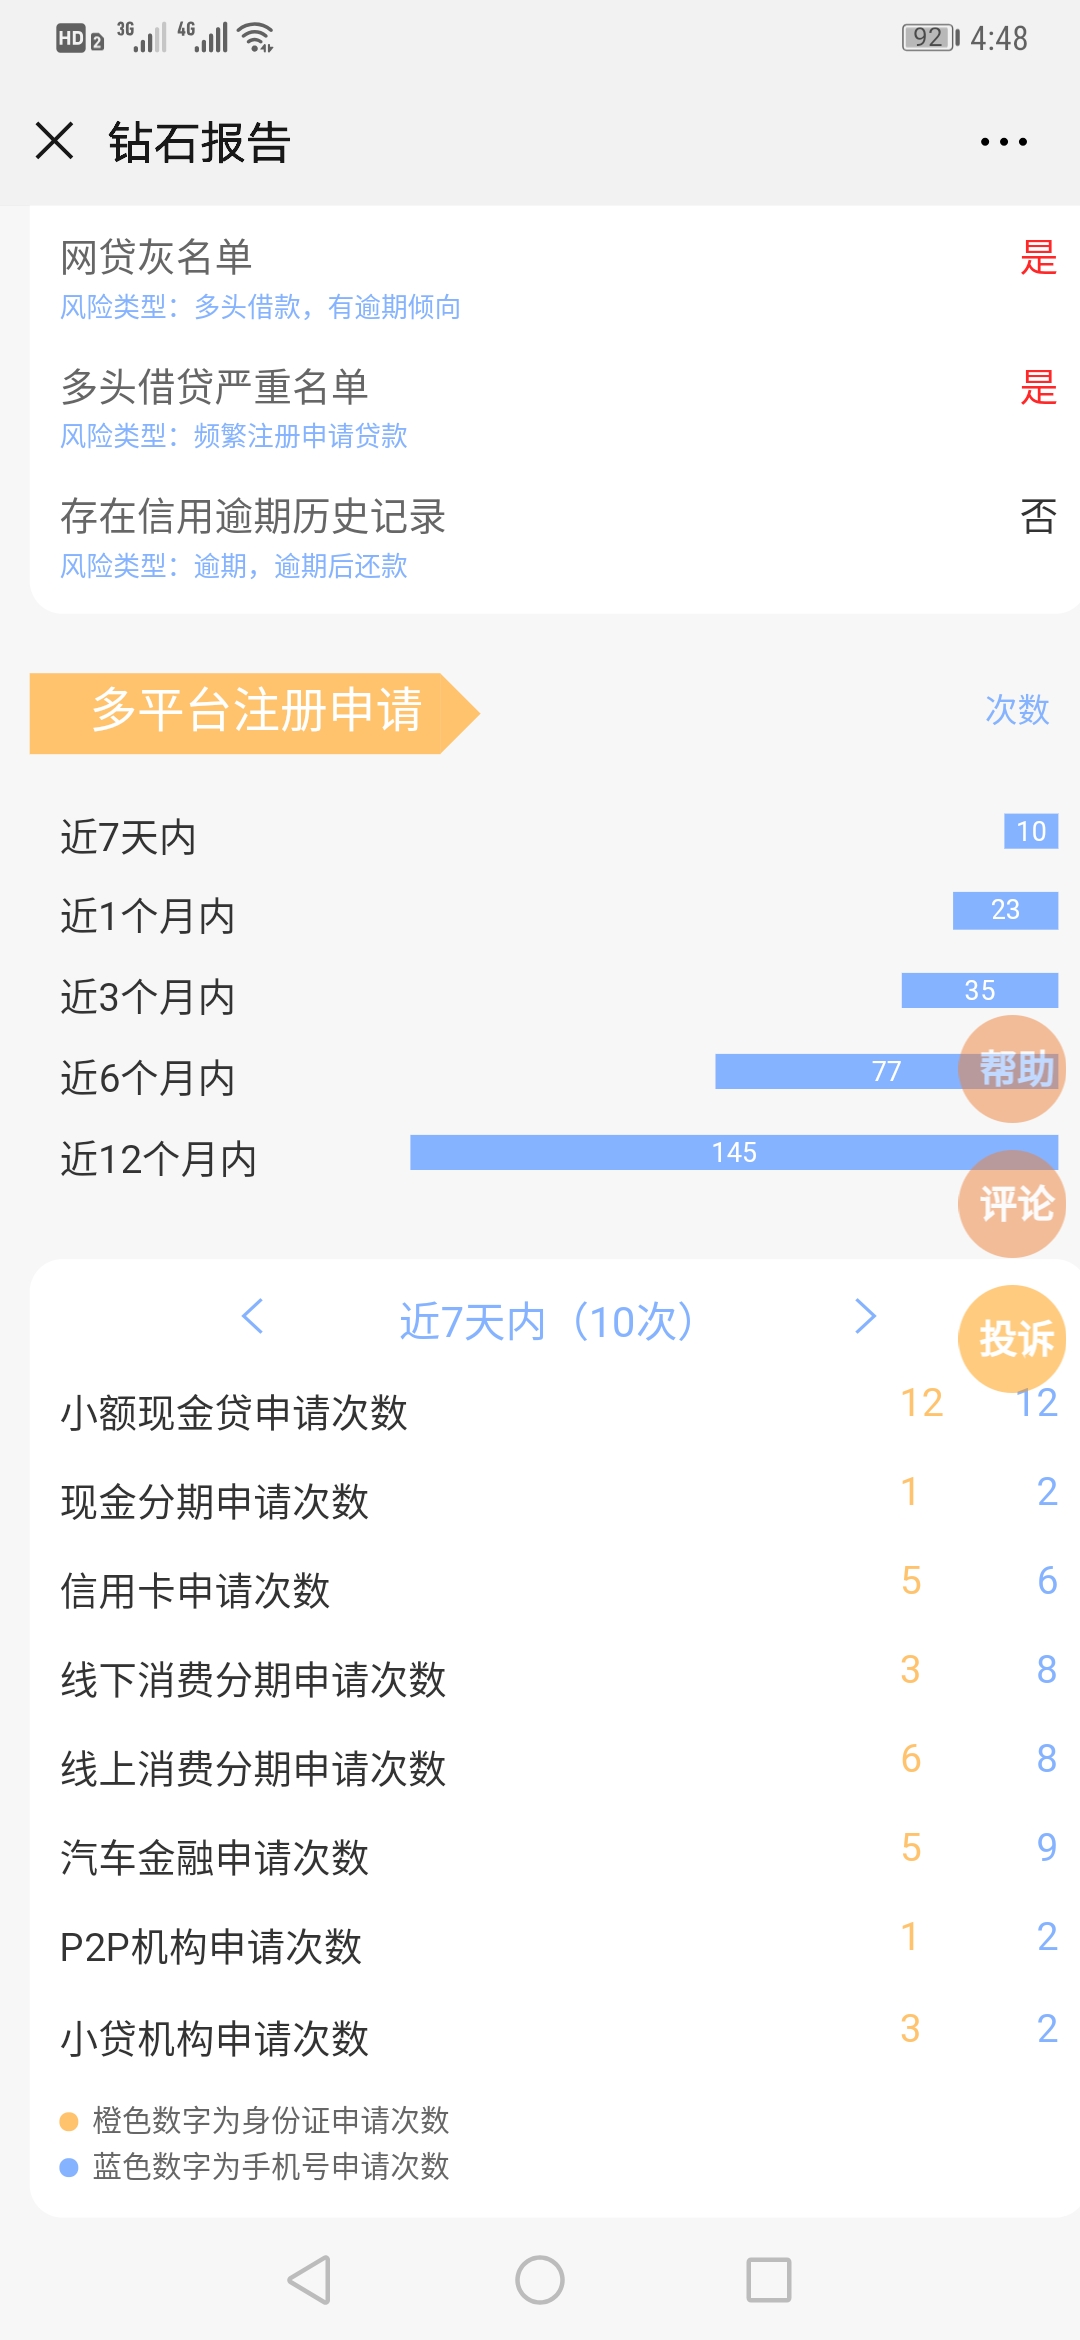 HD 2 3G 4G 92 4:48
钻石报告
网贷灰名单 是
风险类型：多头借款，有逾期倾向
多头借贷严重名单 是
风险类型：频繁注册申请贷款
存在信用逾期历史记录 否
风险类型：逾期，逾期后还款
多平台注册申请 次数
近7天内 10
近1个月内 23
近3个月内 35
近6个月内 77
帮助
近12个月内 145
评论
近7天内（10次）
投诉
小额现金贷申请次数 12 12
现金分期申请次数 1 2
信用卡申请次数 5 6
线下消费分期申请次数 3 8
线上消费分期申请次数 6 8
汽车金融申请次数 5 9
P2P机构申请次数 1 2
小贷机构申请次数 3 2
橙色数字为身份证申请次数
蓝色数字为手机号申请次数